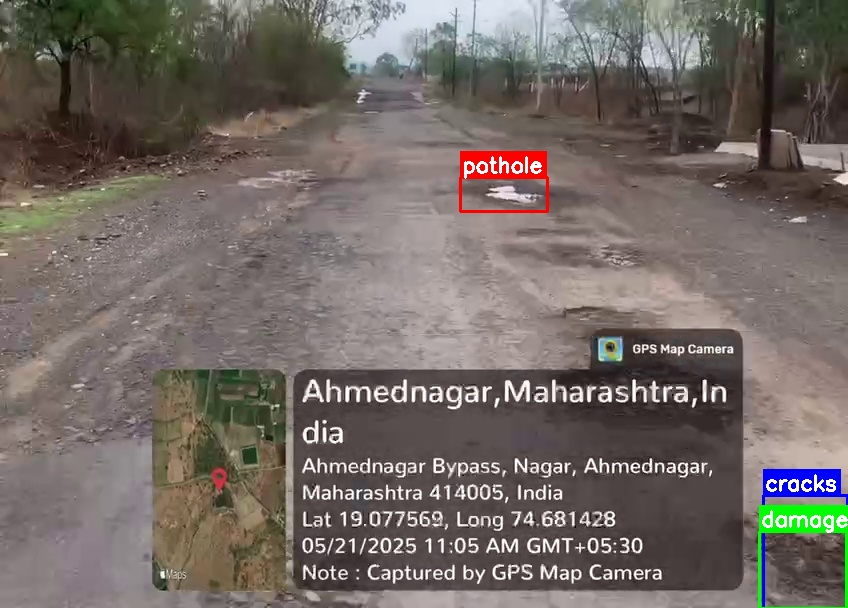 pothole
GPS Map Camera
Ahmednagar,Maharashtra,In
dia
Ahmednagar Bypass, Nagar, Ahmednagar,
Maharashtra 414005, India
Lat 19.077569, Long 74.681428
05/21/2025 11:05 AM GMT+05:30
Note : Captured by GPS Map Camera
Maps
cracks
damage